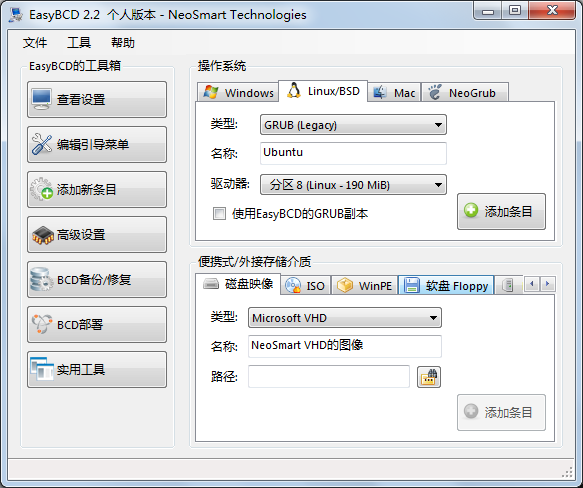 EasyBCD 2.2 个人版本 - NeoSmart Technologies
文件 工具 帮助
EasyBCD的工具箱
查看设置
编辑引导菜单
添加新条目
高级设置
BCD备份/修复
BCD部署
实用工具
操作系统
Windows Linux/BSD Mac NeoGrub
类型: GRUB (Legacy)
名称: Ubuntu
驱动器: 分区 8 (Linux - 190 MiB)
使用EasyBCD的GRUB副本
添加条目
便携式/外接存储介质
磁盘映像 ISO WinPE 软盘 Floppy
类型: Microsoft VHD
名称: NeoSmart VHD的图像
路径:
添加条目